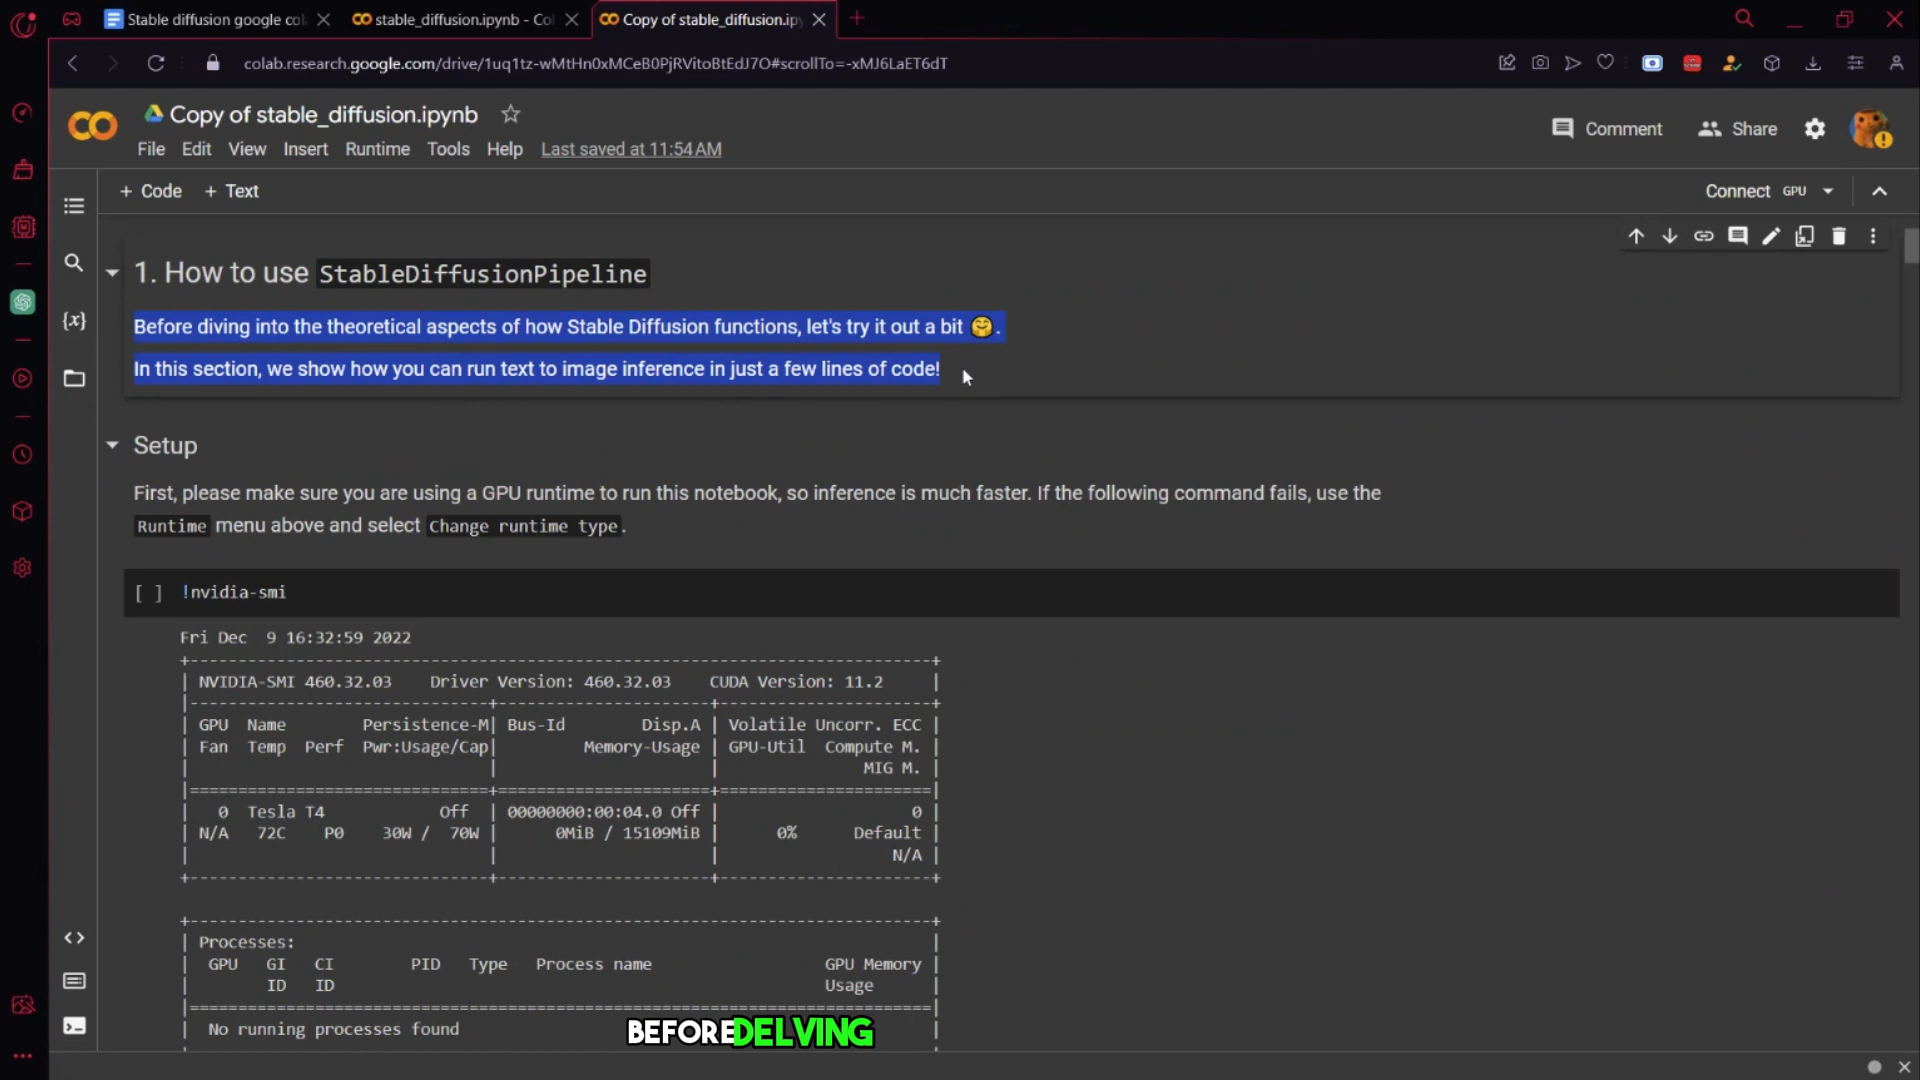 Stable diffusion google col
stable_diffusion.ipynb - Col
Copy of stable_diffusion.ip
colab.research.google.com/drive/1uq1tz-wMtHn0xMCeB0PjRVitoBtEdJ7O#scrollTo=-xMJ6LaET6dT
Copy of stable_diffusion.ipynb
Comment
Share
File Edit View Insert Runtime Tools Help Last saved at 11:54 AM
+ Code + Text
Connect GPU
1. How to use StableDiffusionPipeline
Before diving into the theoretical aspects of how Stable Diffusion functions, let's try it out a bit 🤗.
In this section, we show how you can run text to image inference in just a few lines of code!
Setup
First, please make sure you are using a GPU runtime to run this notebook, so inference is much faster. If the following command fails, use the
Runtime menu above and select Change runtime type.
[ ] !nvidia-smi
Fri Dec  9 16:32:59 2022
+-----------------------------------------------------------------------------+
| NVIDIA-SMI 460.32.03    Driver Version: 460.32.03    CUDA Version: 11.2     |
|-------------------------------+----------------------+----------------------+
| GPU  Name        Persistence-M| Bus-Id        Disp.A | Volatile Uncorr. ECC |
| Fan  Temp  Perf  Pwr:Usage/Cap|         Memory-Usage | GPU-Util  Compute M. |
|                               |                      |               MIG M. |
|===============================+======================+======================|
|   0  Tesla T4            Off  | 00000000:00:04.0 Off |                    0 |
| N/A   72C    P0    30W /  70W |      0MiB / 15109MiB |      0%      Default |
|                               |                      |                  N/A |
+-------------------------------+----------------------+----------------------+
+-----------------------------------------------------------------------------+
| Processes:                                                                  |
|  GPU   GI   CI        PID   Type   Process name                  GPU Memory |
|        ID   ID                                                   Usage      |
|=============================================================================|
|  No running processes found                                                 |
BEFORE DELVING